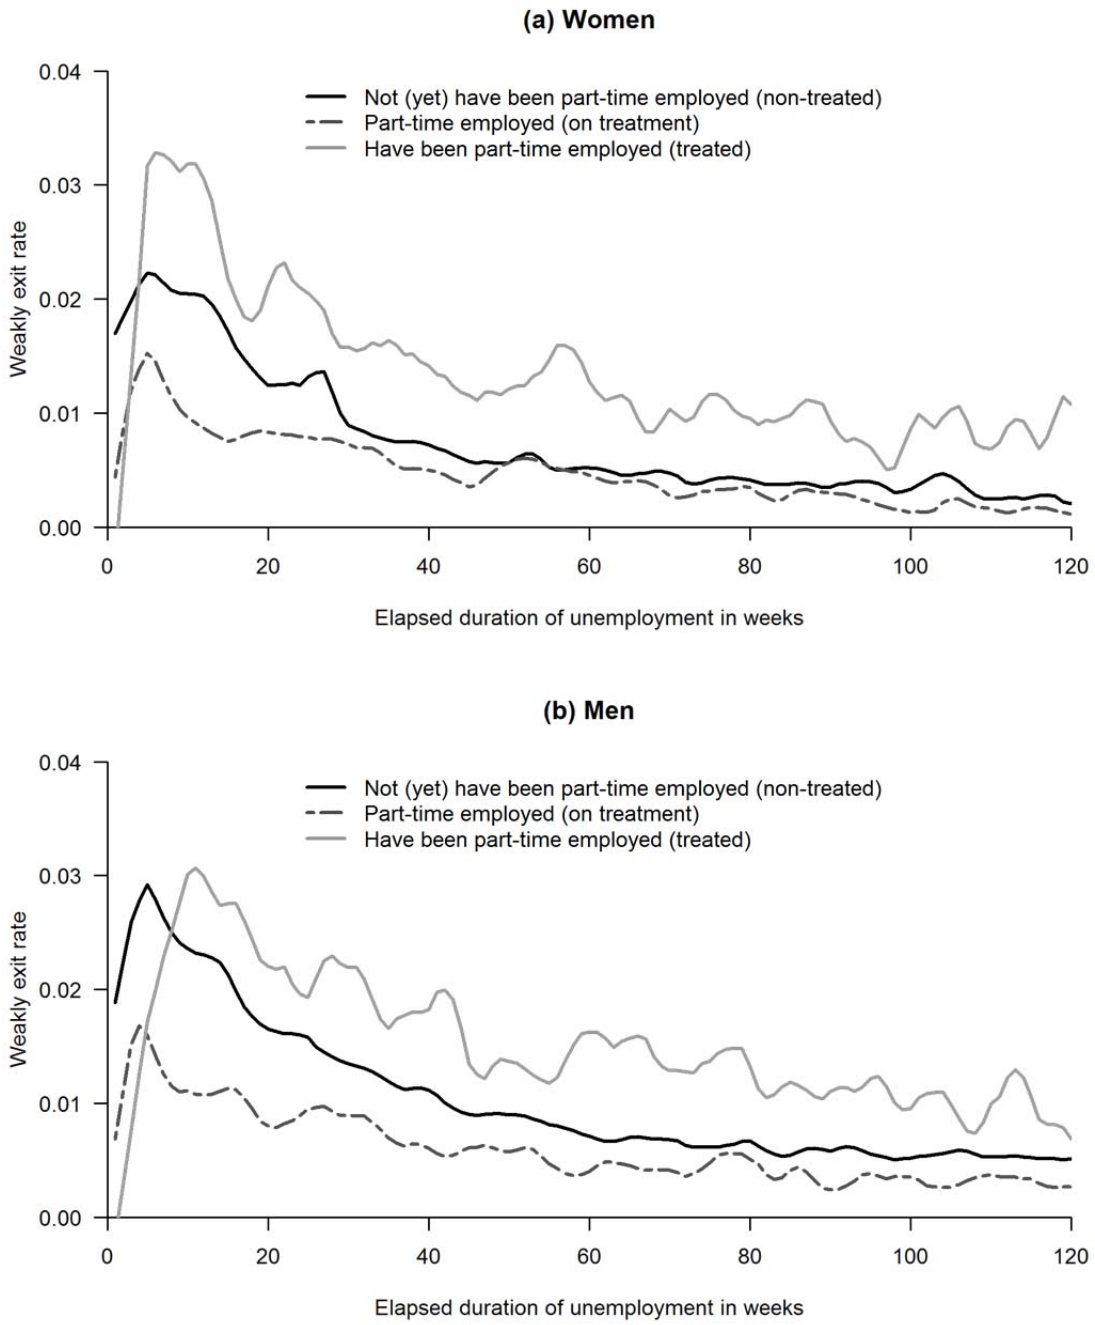 (a) Women
0.04
0.03
0.02
0.01
0.00
Weakly exit rate
Not (yet) have been part-time employed (non-treated)
Part-time employed (on treatment)
Have been part-time employed (treated)
0 20 40 60 80 100 120
Elapsed duration of unemployment in weeks
(b) Men
0.04
0.03
0.02
0.01
0.00
Weakly exit rate
Not (yet) have been part-time employed (non-treated)
Part-time employed (on treatment)
Have been part-time employed (treated)
0 20 40 60 80 100 120
Elapsed duration of unemployment in weeks